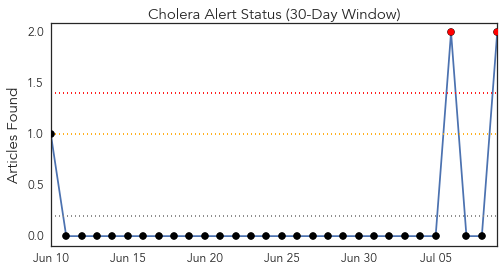 Cholera Alert Status (30-Day Window)
Articles Found
2.0
1.5
1.0
0.5
0.0
Jun 10
Jun 15
Jun 20
Jun 25
Jun 30
Jul 05